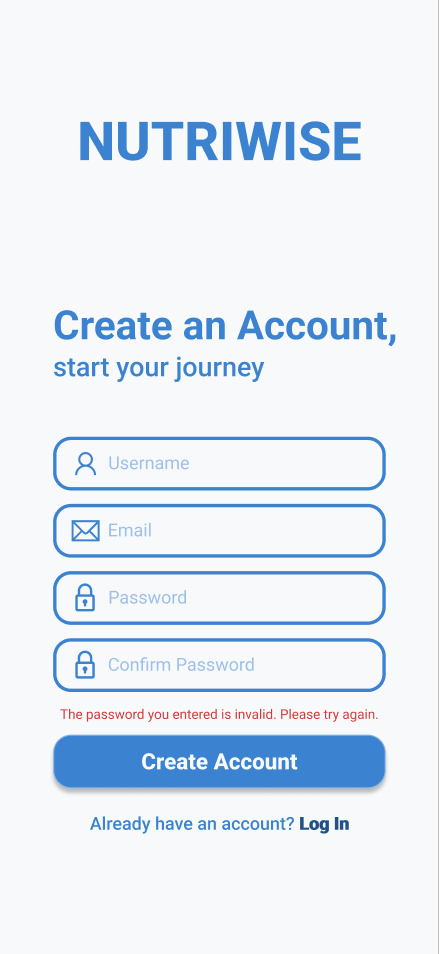 NUTRIWISE
Create an Account,
start your journey
Username
Email
Password
Confirm Password
The password you entered is invalid. Please try again.
Create Account
Already have an account? Log In